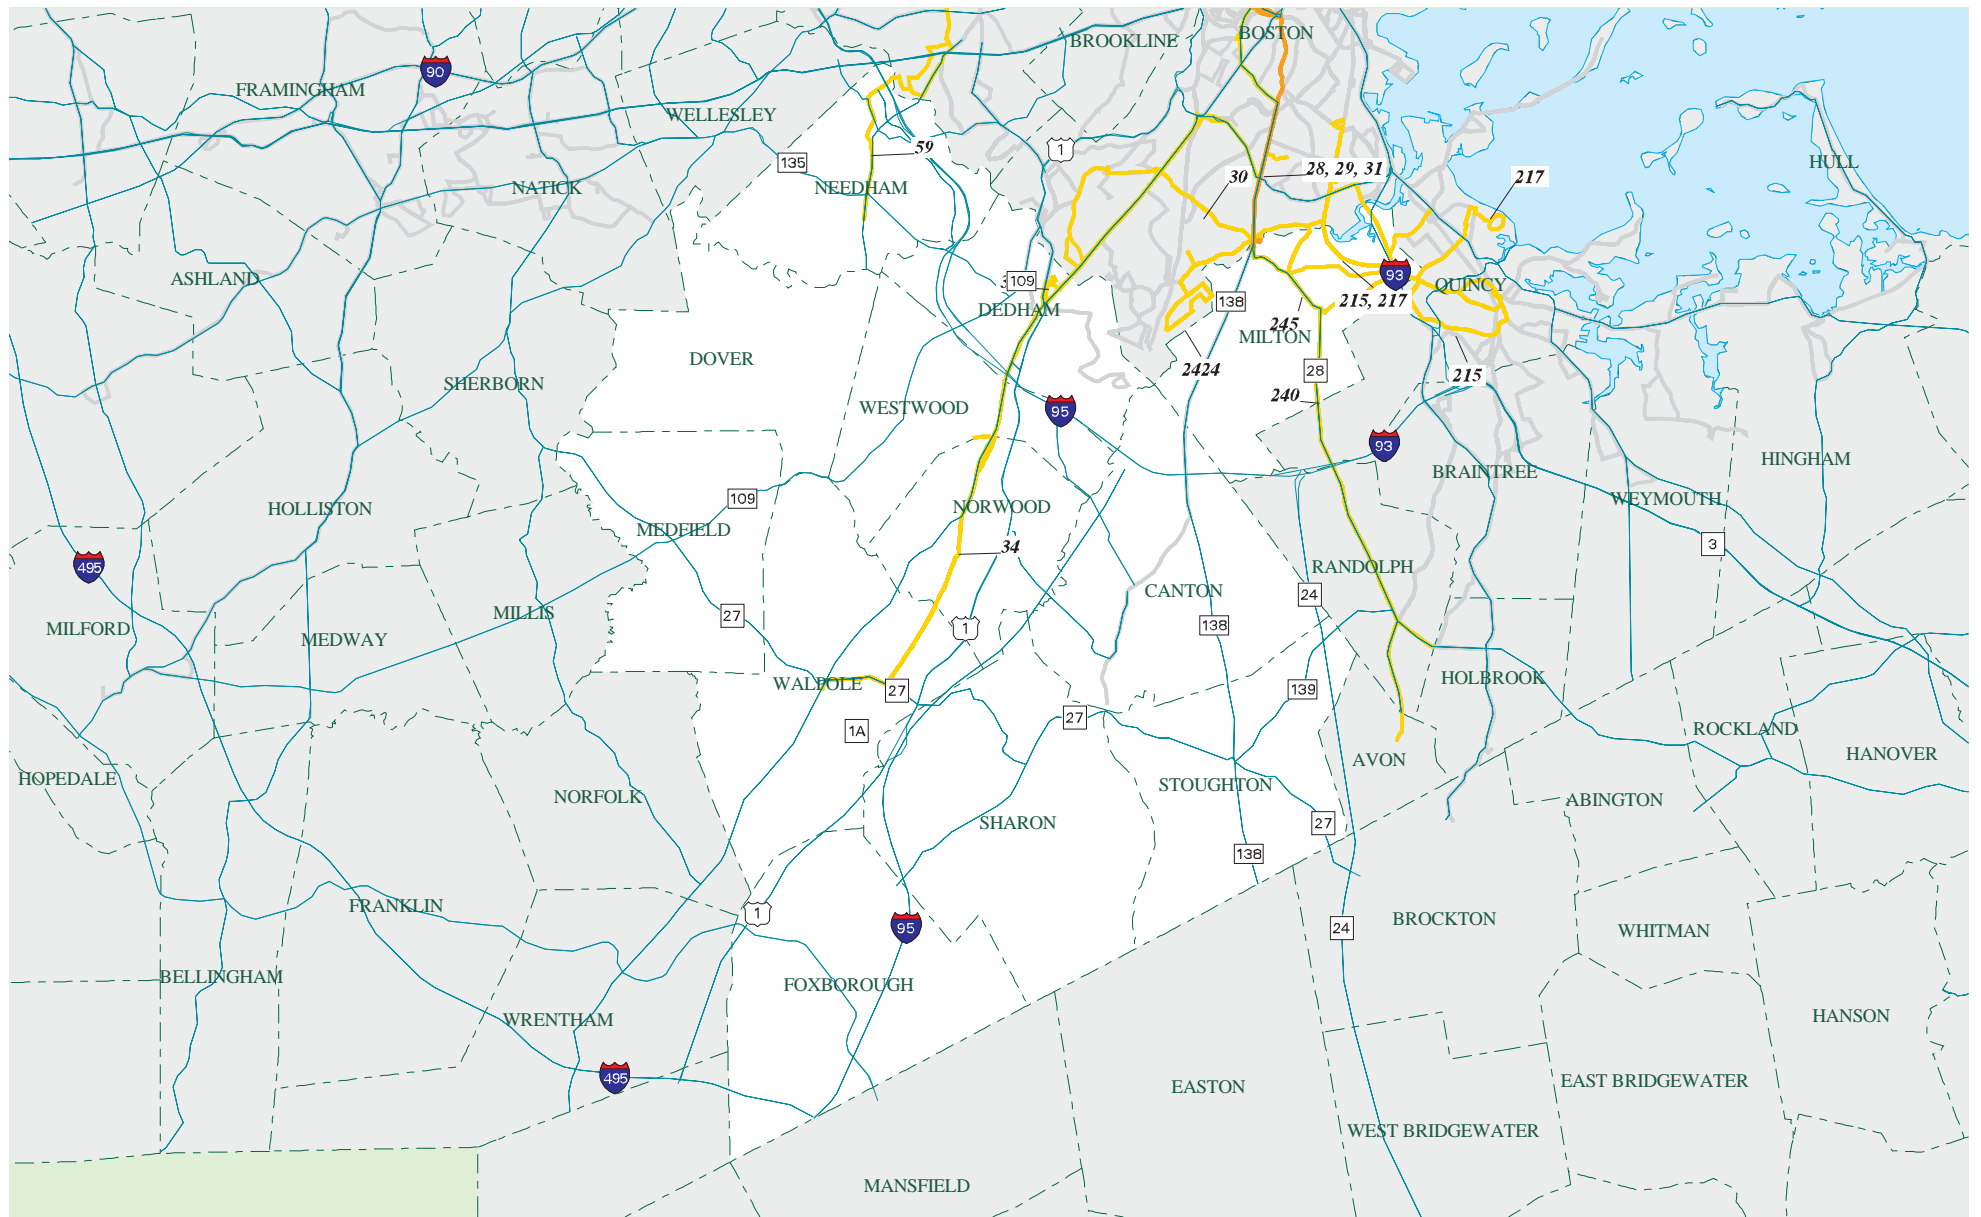 BROOKLINE
BOSTON
90
FRAMINGHAM
WELLESLEY
59
1
135
NATICK
NEEDHAM
28, 29, 31
30
217
HULL
ASHLAND
109
93
QUINCY
DEDHAM
138
215, 217
245
MILTON
DOVER
2424
28
215
SHERBORN
240
WESTWOOD
95
93
BRAINTREE
HINGHAM
109
HOLLISTON
MEDFIELD
NORWOOD
WEYMOUTH
34
3
495
RANDOLPH
CANTON
24
MILLIS
27
MILFORD
MEDWAY
1
138
WALPOLE
27
139
HOLBROOK
27
1A
ROCKLAND
HOPEDALE
AVON
HANOVER
NORFOLK
STOUGHTON
ABINGTON
SHARON
27
138
FRANKLIN
1
95
24
BROCKTON
WHITMAN
BELLINGHAM
FOXBOROUGH
WRENTHAM
HANSON
495
EASTON
EAST BRIDGEWATER
WEST BRIDGEWATER
MANSFIELD